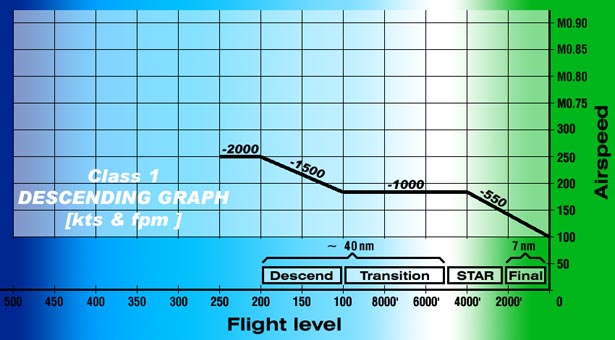 M0.90
M0.85
M0.80
M0.75
300
250
200
150
100
50
0
Airspeed
-2000
-1500
-1000
-550
Class 1
DESCENDING GRAPH
[kts & fpm ]
~ 40 nm
7 nm
Descend
Transition
STAR
Final
500 450 400 350 300 250 200 150 100 8000' 6000' 4000' 2000'
Flight level